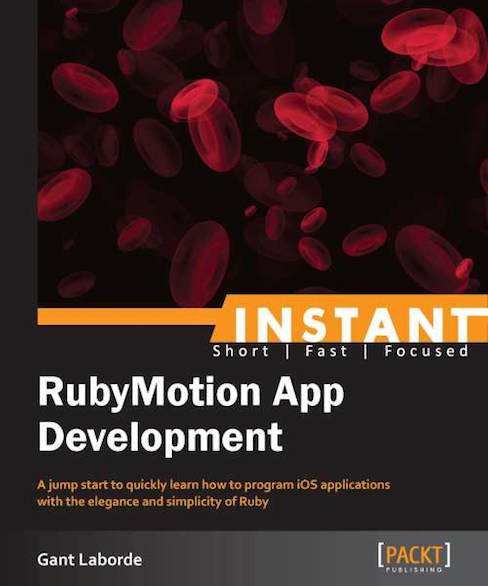 INSTANT
Short | Fast | Focused
RubyMotion App
Development
A jump start to quickly learn how to program iOS applications
with the elegance and simplicity of Ruby
Gant Laborde
[PACKT]
PUBLISHING